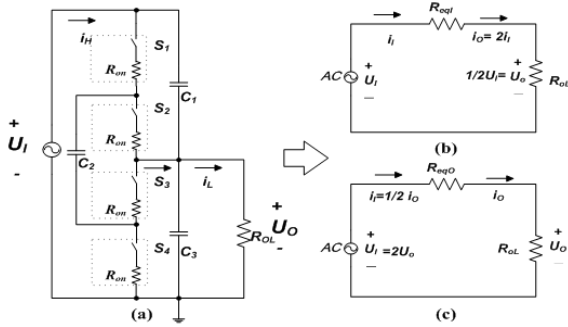 i_H
S_1
R_on
C_1
S_2
R_on
+
U_I
-
C_2
S_3
i_L
R_on
+
U_O
-
R_OL
S_4
C_3
R_on
(a)
R_eqI
i_I
i_O= 2i_I
AC
+
U_I
—
+
1/2U_I= U_o
—
R_oL
(b)
R_eqO
i_I=1/2 i_O
i_O
AC
+
U_I =2U_o
—
R_oL
+
U_O
—
(c)